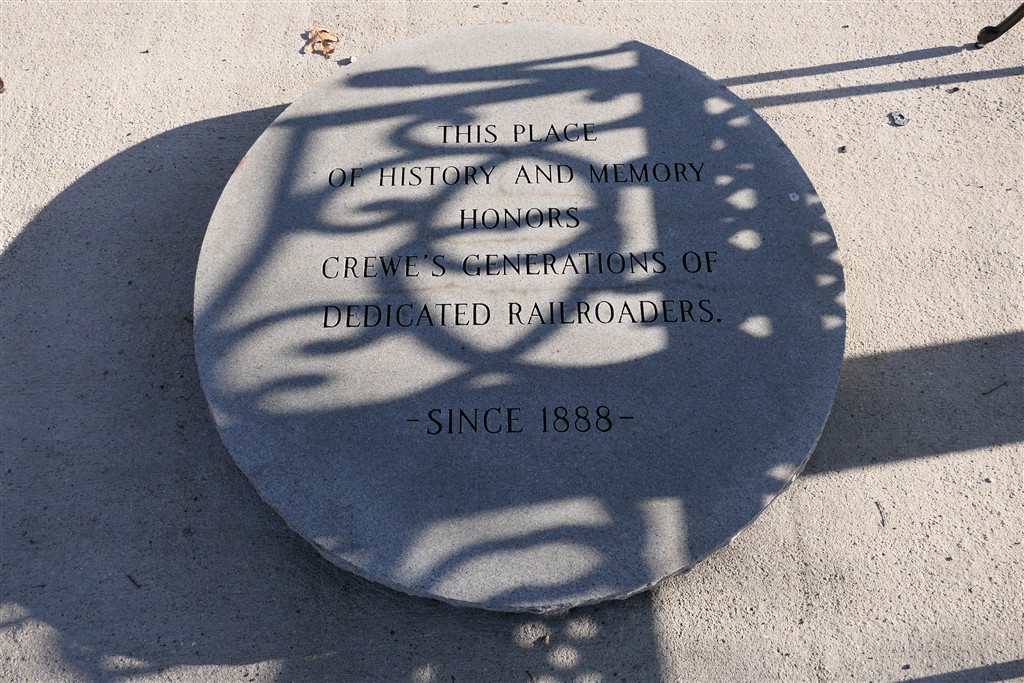 THIS PLACE
OF HISTORY AND MEMORY
HONORS
CREWE'S GENERATIONS OF
DEDICATED RAILROADERS.
-SINCE 1888-